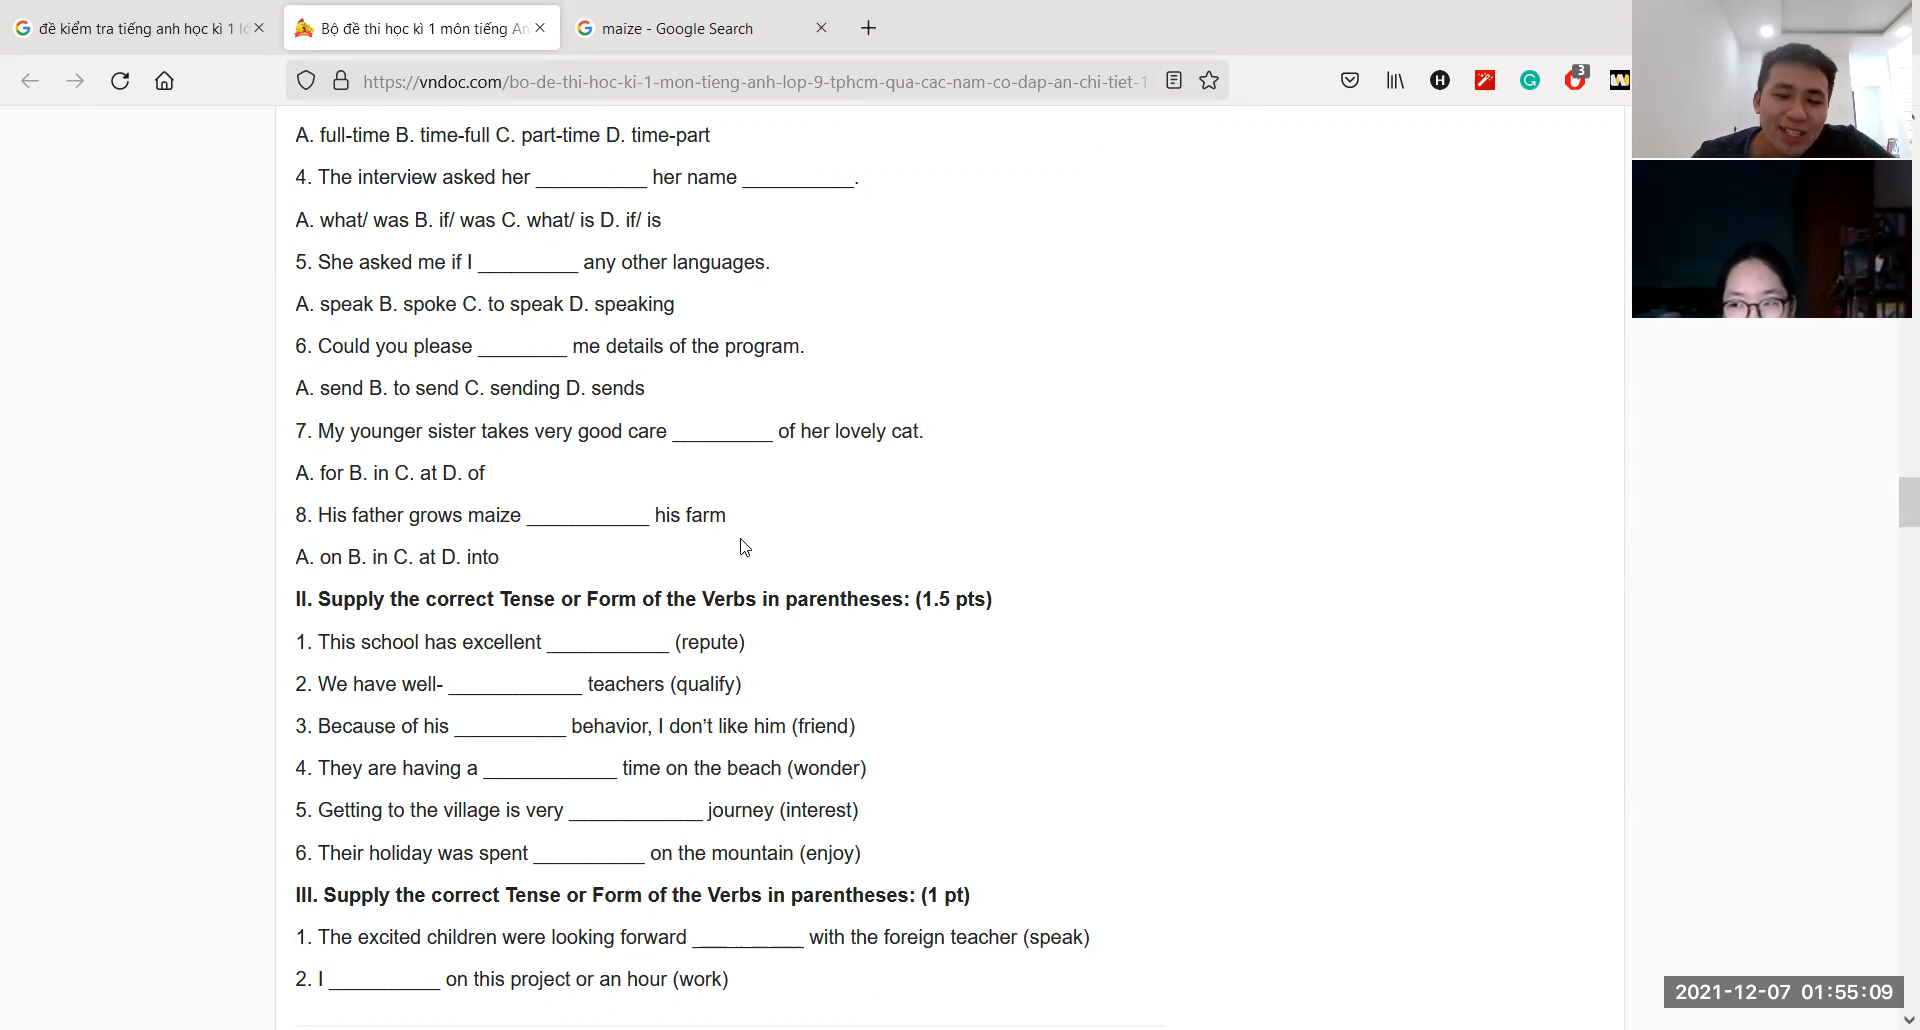 đề kiểm tra tiếng anh học kì 1 lớ
Bộ đề thi học kì 1 môn tiếng An
maize - Google Search
https://vndoc.com/bo-de-thi-hoc-ki-1-mon-tieng-anh-lop-9-tphcm-qua-cac-nam-co-dap-an-chi-tiet-1
3
A. full-time B. time-full C. part-time D. time-part
4. The interview asked her __________ her name __________.
A. what/ was B. if/ was C. what/ is D. if/ is
5. She asked me if I _________ any other languages.
A. speak B. spoke C. to speak D. speaking
6. Could you please ________ me details of the program.
A. send B. to send C. sending D. sends
7. My younger sister takes very good care _________ of her lovely cat.
A. for B. in C. at D. of
8. His father grows maize ___________ his farm
A. on B. in C. at D. into
II. Supply the correct Tense or Form of the Verbs in parentheses: (1.5 pts)
1. This school has excellent ___________ (repute)
2. We have well- ____________ teachers (qualify)
3. Because of his __________ behavior, I don't like him (friend)
4. They are having a ____________ time on the beach (wonder)
5. Getting to the village is very ____________ journey (interest)
6. Their holiday was spent __________ on the mountain (enjoy)
III. Supply the correct Tense or Form of the Verbs in parentheses: (1 pt)
1. The excited children were looking forward __________ with the foreign teacher (speak)
2. I __________ on this project or an hour (work)
2021-12-07 01:55:09